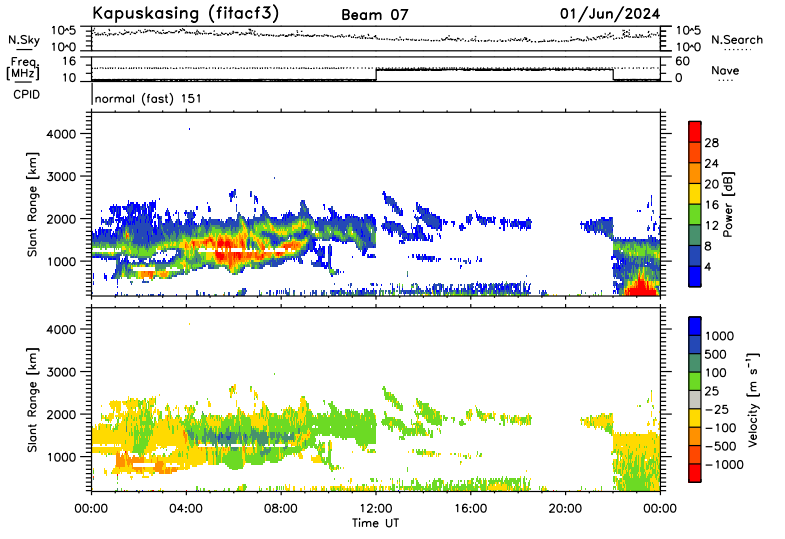 Kapuskasing (fitacf3) Beam 07 01/Jun/2024
N.Sky 10^5 10^0 10^5 10^0 N.Search
Freq. [MHz] 16 10 60 0 Nave
CPID normal (fast) 151
4000
3000
2000
1000
Slant Range [km]
28
24
20
16
12
8
4
Power [dB]
4000
3000
2000
1000
Slant Range [km]
1000
500
100
25
-25
-100
-500
-1000
Velocity [m s⁻¹]
00:00 04:00 08:00 12:00 16:00 20:00 00:00
Time UT